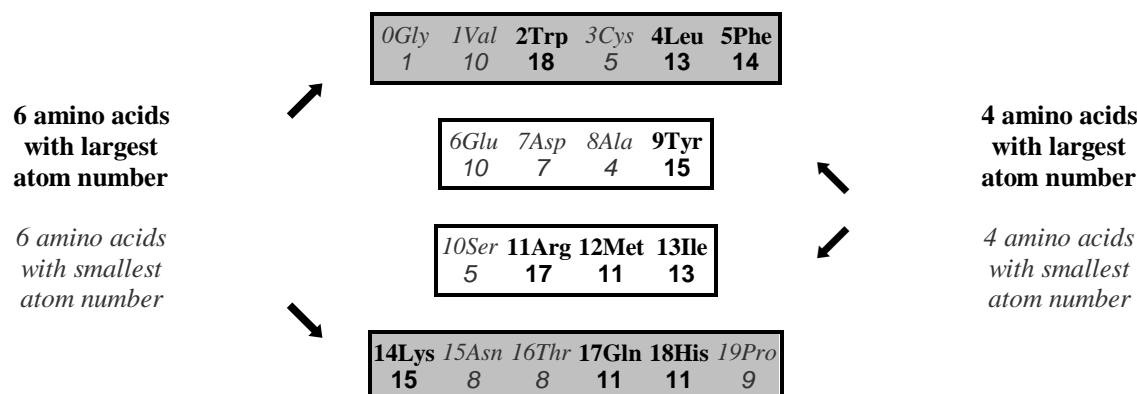 0Gly 1Val 2Trp 3Cys 4Leu 5Phe
1 10 18 5 13 14
6 amino acids
with largest
atom number
6Glu 7Asp 8Ala 9Tyr
10 7 4 15
4 amino acids
with largest
atom number
6 amino acids
with smallest
atom number
10Ser 11Arg 12Met 13Ile
5 17 11 13
4 amino acids
with smallest
atom number
14Lys 15Asn 16Thr 17Gln 18His 19Pro
15 8 8 11 11 9